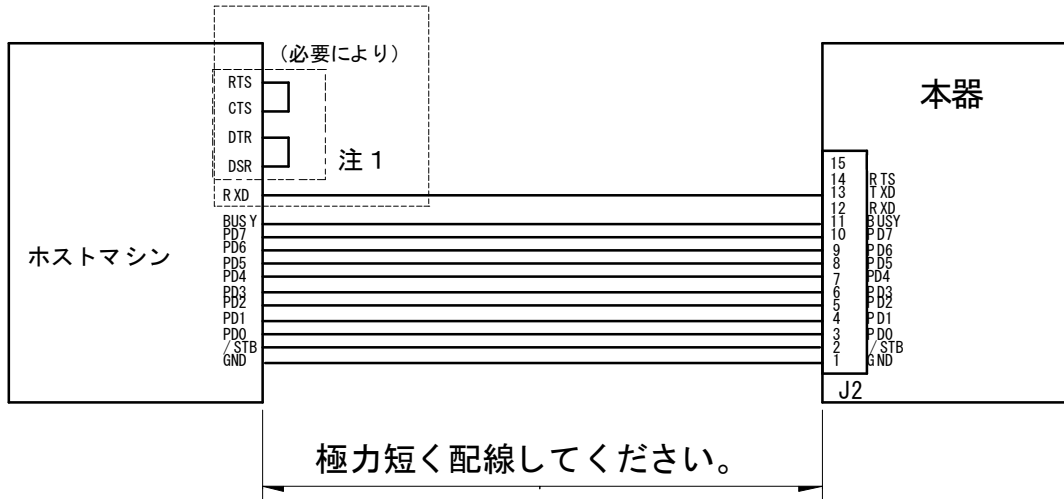 (必要により)
RTS
CTS
DTR
DSR
注1
RXD
BUSY
PD7
PD6
PD5
PD4
PD3
PD2
PD1
PD0
/STB
GND
ホストマシン
本器
15
14 RTS
13 TXD
12 RXD
11 BUSY
10 PD7
9 PD6
8 PD5
7 PD4
6 PD3
5 PD2
4 PD1
3 PD0
2 /STB
1 GND
J2
極力短く配線してください。